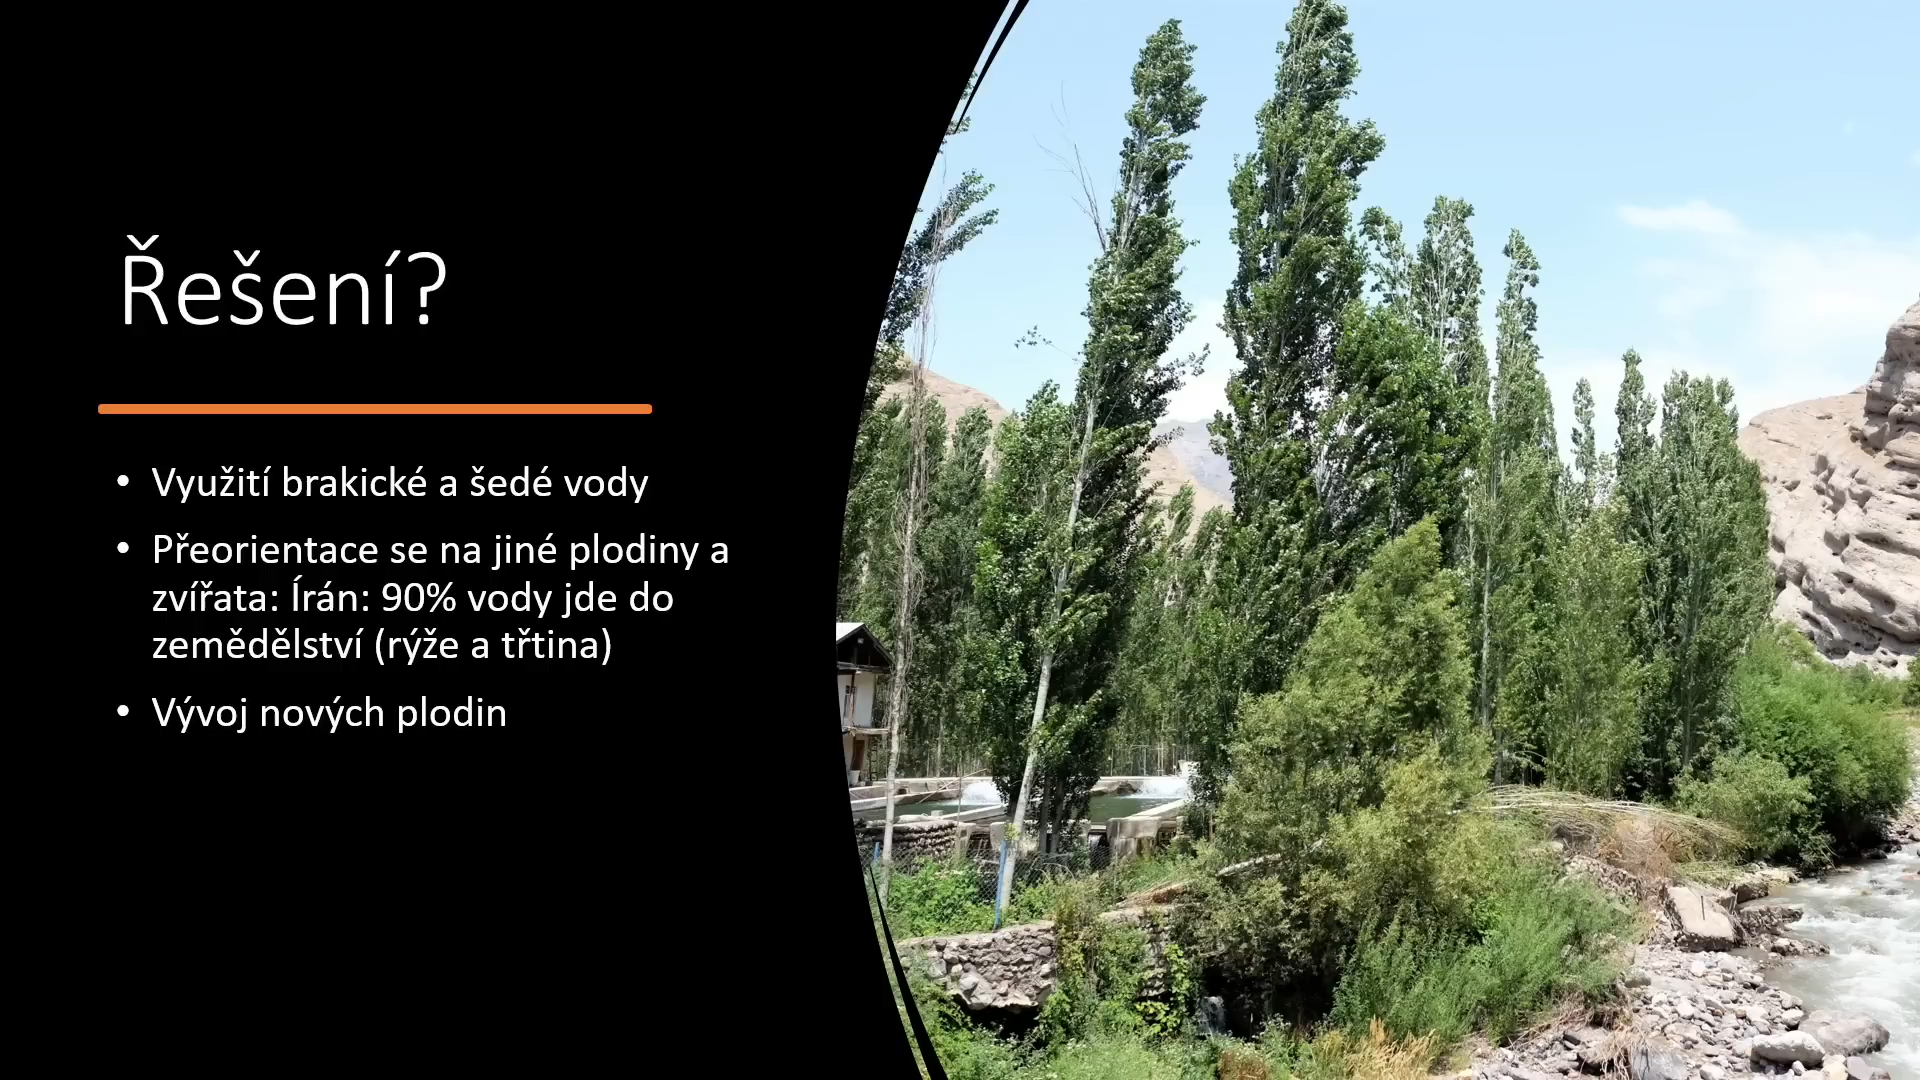 Řešení?
• Využití brakické a šedé vody
• Přeorientace se na jiné plodiny a
zvířata: Írán: 90% vody jde do
zemědělství (rýže a třtina)
• Vývoj nových plodin